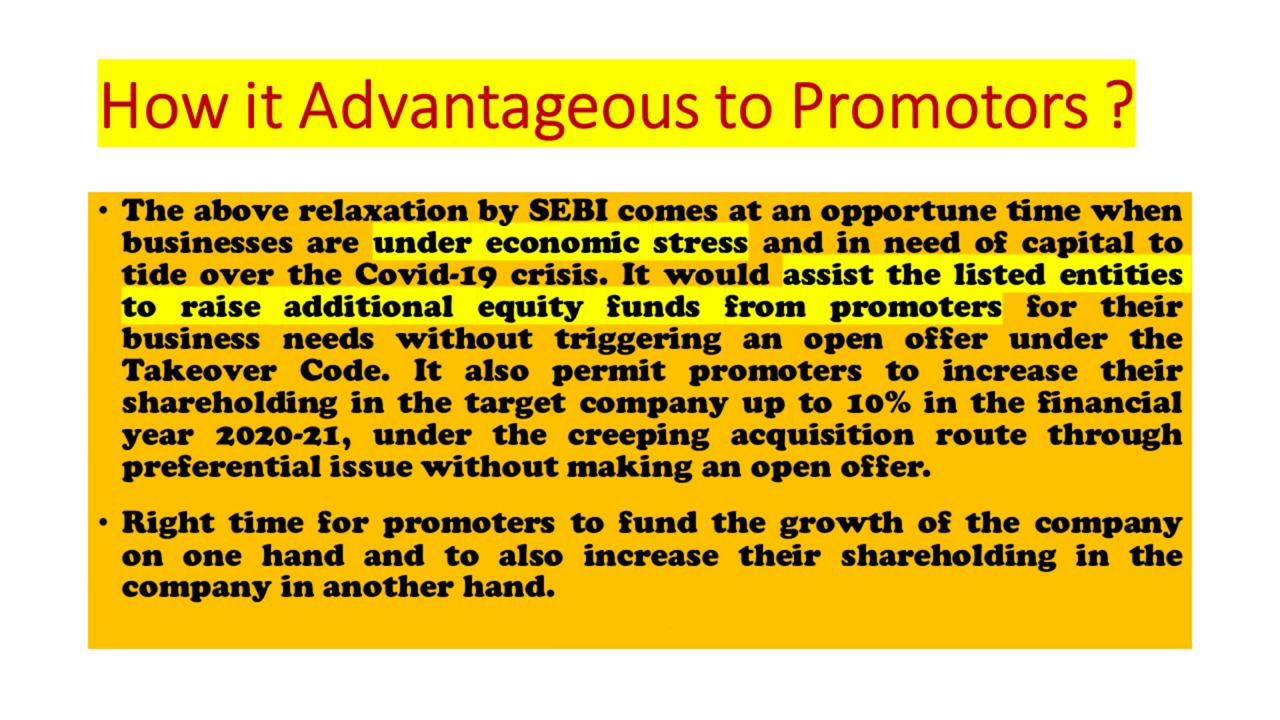 How it Advantageous to Promotors ?
• The above relaxation by SEBI comes at an opportune time when
businesses are under economic stress and in need of capital to
tide over the Covid-19 crisis. It would assist the listed entities
to raise additional equity funds from promoters for their
business needs without triggering an open offer under the
Takeover Code. It also permit promoters to increase their
shareholding in the target company up to 10% in the financial
year 2020-21, under the creeping acquisition route through
preferential issue without making an open offer.
• Right time for promoters to fund the growth of the company
on one hand and to also increase their shareholding in the
company in another hand.